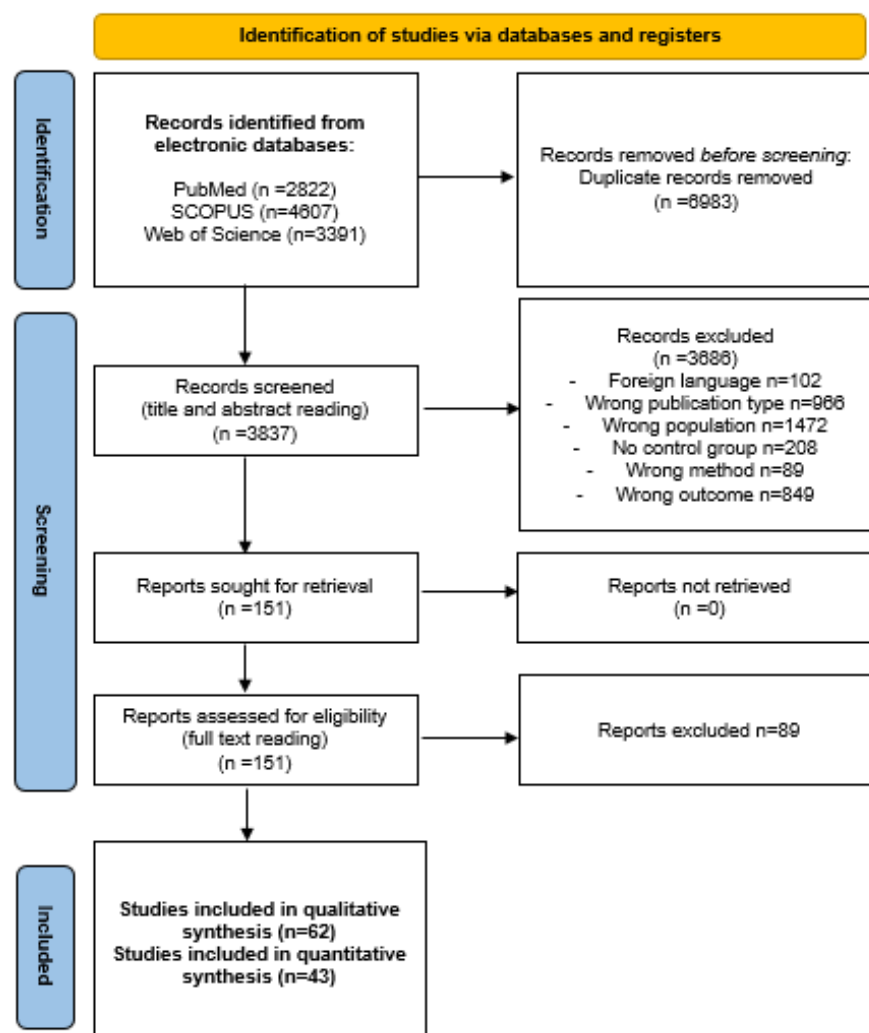 Identification of studies via databases and registers
Identification
Records identified from
electronic databases:
PubMed (n =2822)
SCOPUS (n=4607)
Web of Science (n=3391)
Records removed before screening:
Duplicate records removed
(n =6983)
Screening
Records screened
(title and abstract reading)
(n =3837)
Records excluded
(n =3686)
- Foreign language n=102
- Wrong publication type n=966
- Wrong population n=1472
- No control group n=208
- Wrong method n=89
- Wrong outcome n=849
Reports sought for retrieval
(n =151)
Reports not retrieved
(n =0)
Reports assessed for eligibility
(full text reading)
(n =151)
Reports excluded n=89
Included
Studies included in qualitative
synthesis (n=62)
Studies included in quantitative
synthesis (n=43)